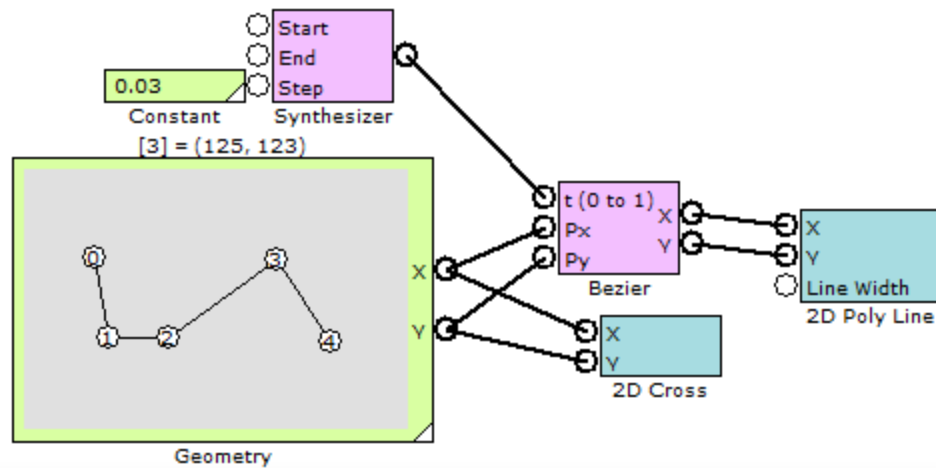 Start
End
0.03
Step
Constant
Synthesizer
[3] = (125, 123)
t (0 to 1)
X
Px
Y
Py
Bezier
X
Y
Line Width
2D Poly Line
0
1
2
3
4
X
Y
Geometry
X
Y
2D Cross